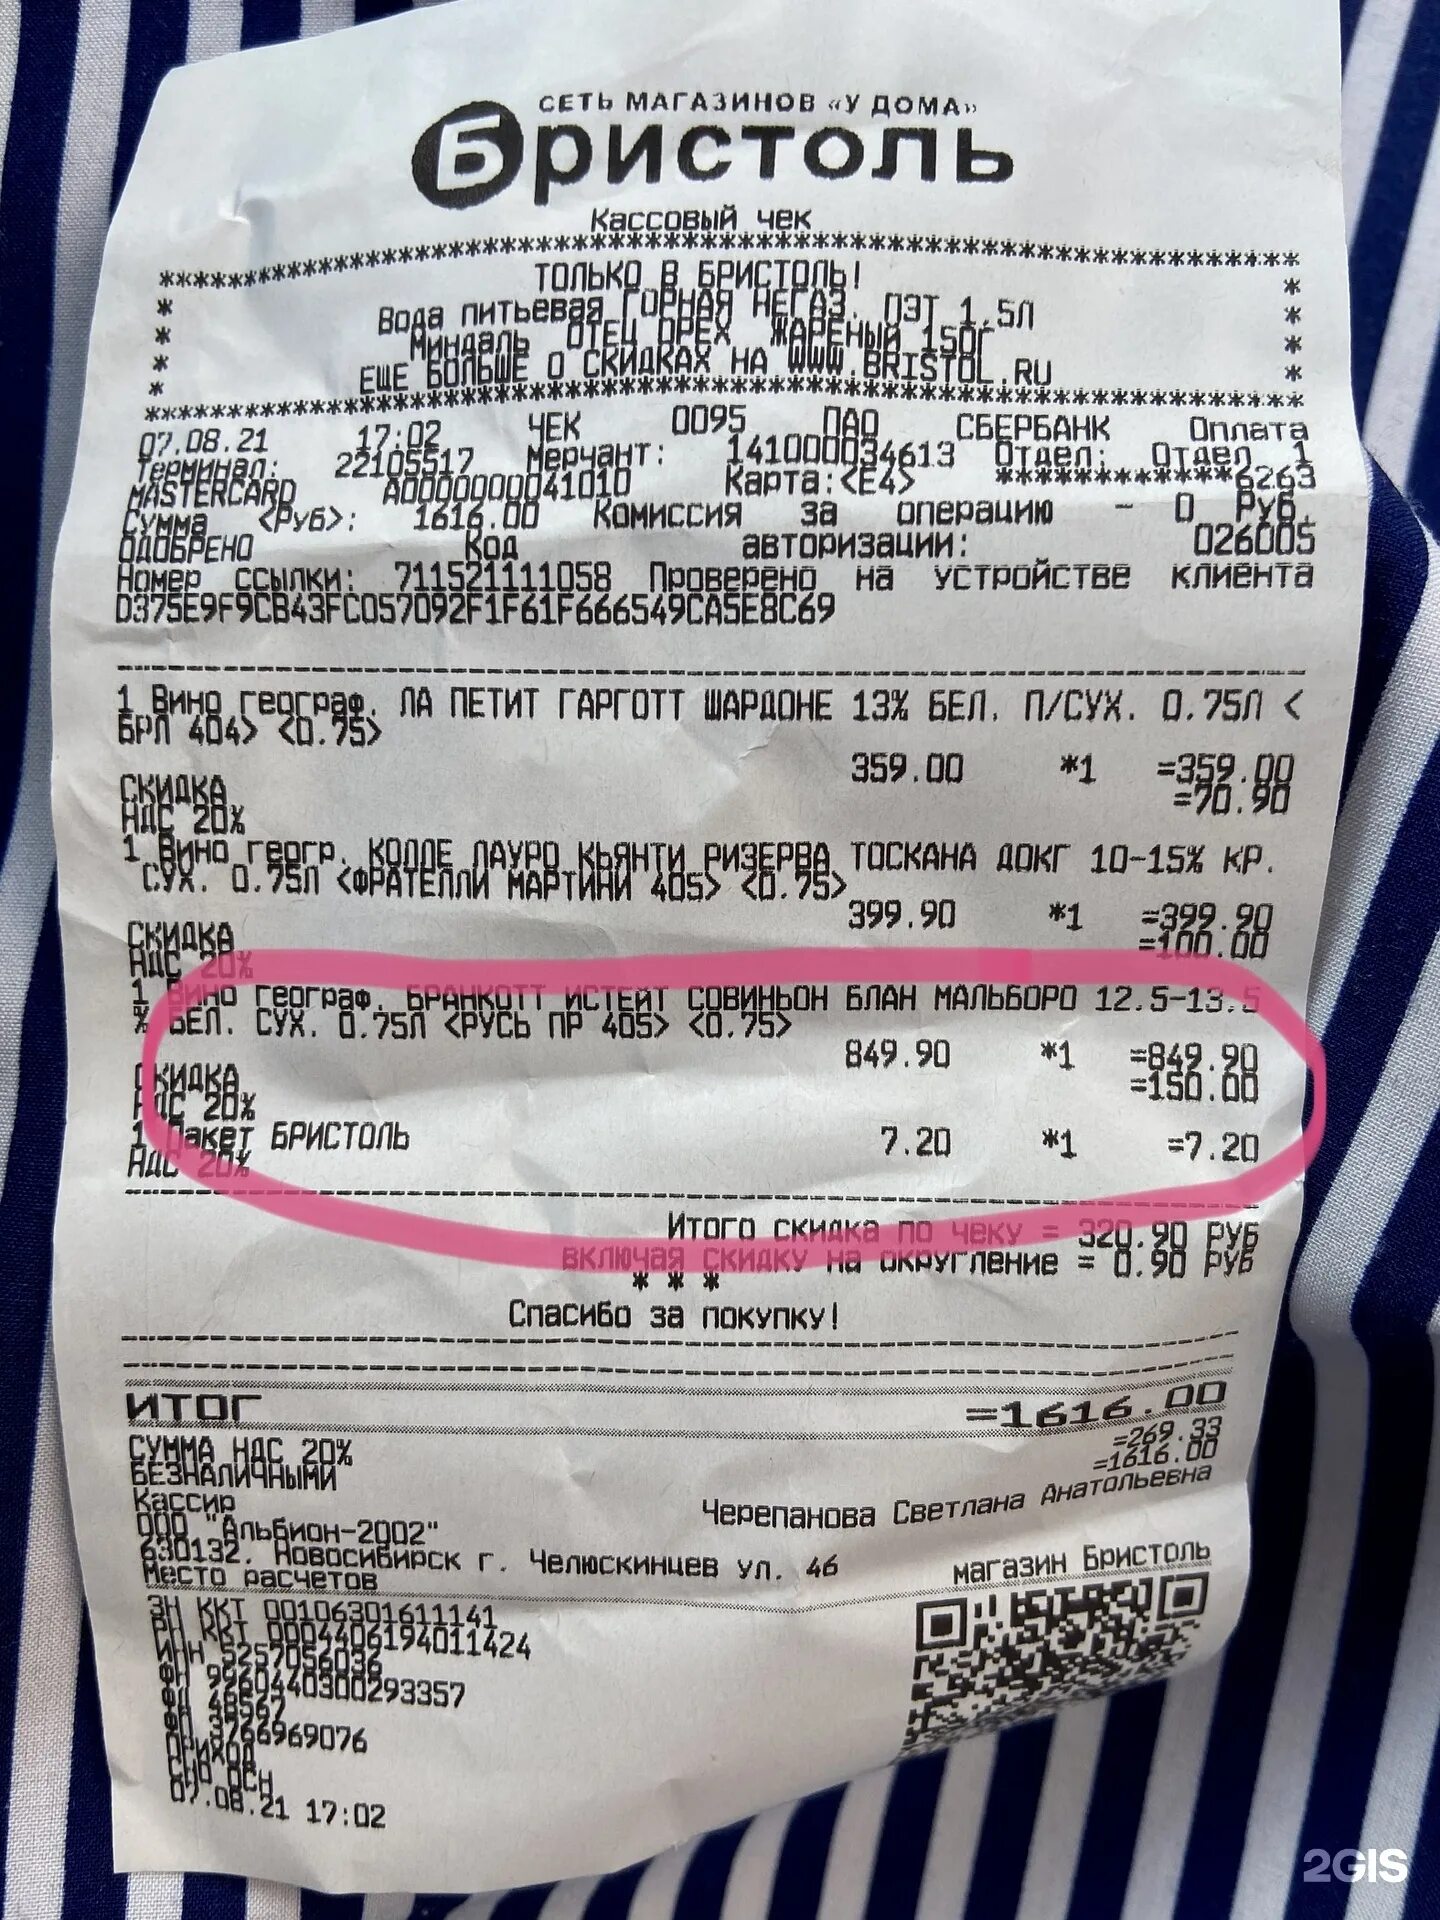 СЕТЬ МАГАЗИНОВ «У ДОМА»
Бристоль
Кассовый чек
******************************************************************
* ТОЛЬКО В БРИСТОЛЬ! *
* Вода питьевая ГОРНАЯ НЕГАЗ. ПЭТ 1,5Л *
* Миндаль ОТЕЦ ОРЕХ ЖАРЕНЫЙ 150Г *
* ЕЩЕ БОЛЬШЕ О СКИДКАХ НА WWW.BRISTOL.RU *
******************************************************************
07.08.21 17:02 ЧЕК 0095 ПАО СБЕРБАНК Оплата
Терминал: 22105517 Мерчант: 141000034613 Отдел: Отдел 1
MASTERCARD A0000000041010 Карта:<E4> ************6263
Сумма <Руб>: 1616.00 Комиссия за операцию - 0 Руб.
ОДОБРЕНО Код авторизации: 026005
Номер ссылки: 711521111058 Проверено на устройстве клиента
D375E9F9CB43FC057092F1F61F666549CA5E8C69
1 Вино географ. ЛА ПЕТИТ ГАРГОТТ ШАРДОНЕ 13% БЕЛ. П/СУХ. 0.75Л <
БРЛ 404> <0.75>
359.00 *1 =359.00
СКИДКА =70.90
НДС 20%
1 Вино геогр. КОЛЛЕ ЛАУРО КЬЯНТИ РИЗЕРВА ТОСКАНА ДОКГ 10-15% КР.
СУХ. 0.75Л <ФРАТЕЛЛИ МАРТИНИ 405> <0.75>
399.90 *1 =399.90
СКИДКА =100.00
НДС 20%
1 Вино географ. БРАНКОТТ ИСТЕЙТ СОВИНЬОН БЛАН МАЛЬБОРО 12.5-13.5
% БЕЛ. СУХ. 0.75Л <РУСЬ ПР 405> <0.75>
849.90 *1 =849.90
СКИДКА =150.00
НДС 20%
1 Пакет БРИСТОЛЬ 7.20 *1 =7.20
НДС 20%
Итого скидка по чеку = 320.90 РУБ
включая скидку на округление = 0.90 РУБ
* * *
Спасибо за покупку!
ИТОГ =1616.00
СУММА НДС 20% =269.33
БЕЗНАЛИЧНЫМИ =1616.00
Кассир Черепанова Светлана Анатольевна
ООО "Альбион-2002"
630132, Новосибирск г. Челюскинцев ул. 46
Место расчетов магазин Бристоль
ЗН ККТ 00106301611141
РН ККТ 0004406194011424
ИНН 5257056036
ФН 9960440300293357
ФД 46567
ФП 3766969076
ПРИХОД
СНО ОСН
07.08.21 17:02
2GIS